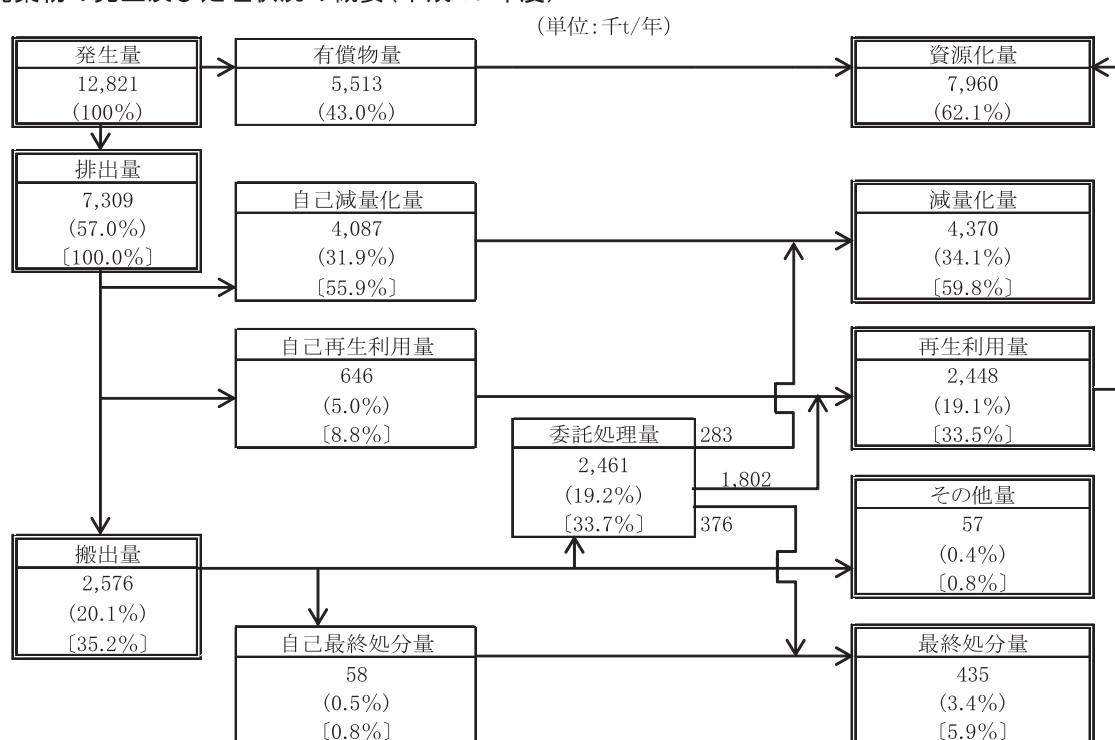 (単位:千t/年)
発生量
12,821
(100%)
有償物量
5,513
(43.0%)
資源化量
7,960
(62.1%)
排出量
7,309
(57.0%)
〔100.0%〕
自己減量化量
4,087
(31.9%)
〔55.9%〕
減量化量
4,370
(34.1%)
〔59.8%〕
自己再生利用量
646
(5.0%)
〔8.8%〕
再生利用量
2,448
(19.1%)
〔33.5%〕
委託処理量
2,461
(19.2%)
〔33.7%〕
283
1,802
376
その他量
57
(0.4%)
〔0.8%〕
搬出量
2,576
(20.1%)
〔35.2%〕
自己最終処分量
58
(0.5%)
〔0.8%〕
最終処分量
435
(3.4%)
〔5.9%〕